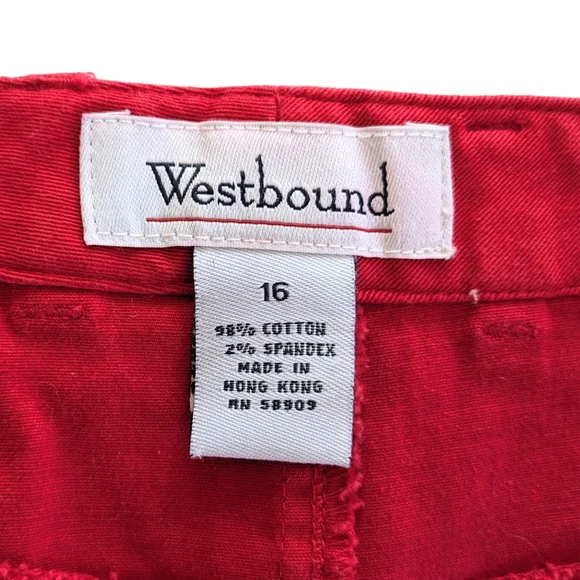 Westbound
16
98% COTTON
2% SPANDEX
MADE IN
HONG KONG
RN 58909